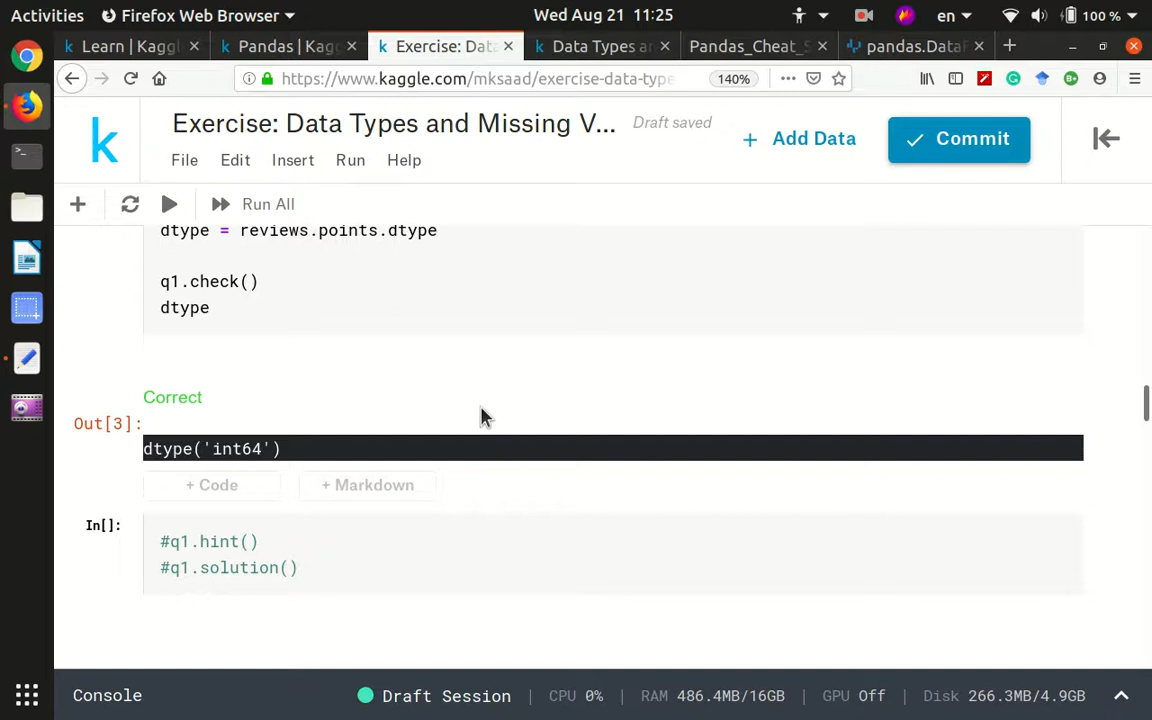 Activities Firefox Web Browser Wed Aug 21 11:25 en 100 %
Learn | Kaggl Pandas | Kagg Exercise: Data Data Types an Pandas_Cheat_S pandas.DataF
https://www.kaggle.com/mksaad/exercise-data-type 140%
k Exercise: Data Types and Missing V... Draft saved + Add Data Commit
File Edit Insert Run Help
Run All
dtype = reviews.points.dtype
q1.check()
dtype
Correct
Out[3]:
dtype('int64')
+ Code + Markdown
In[]:
#q1.hint()
#q1.solution()
Console Draft Session | CPU 0% | RAM 486.4MB/16GB | GPU Off | Disk 266.3MB/4.9GB